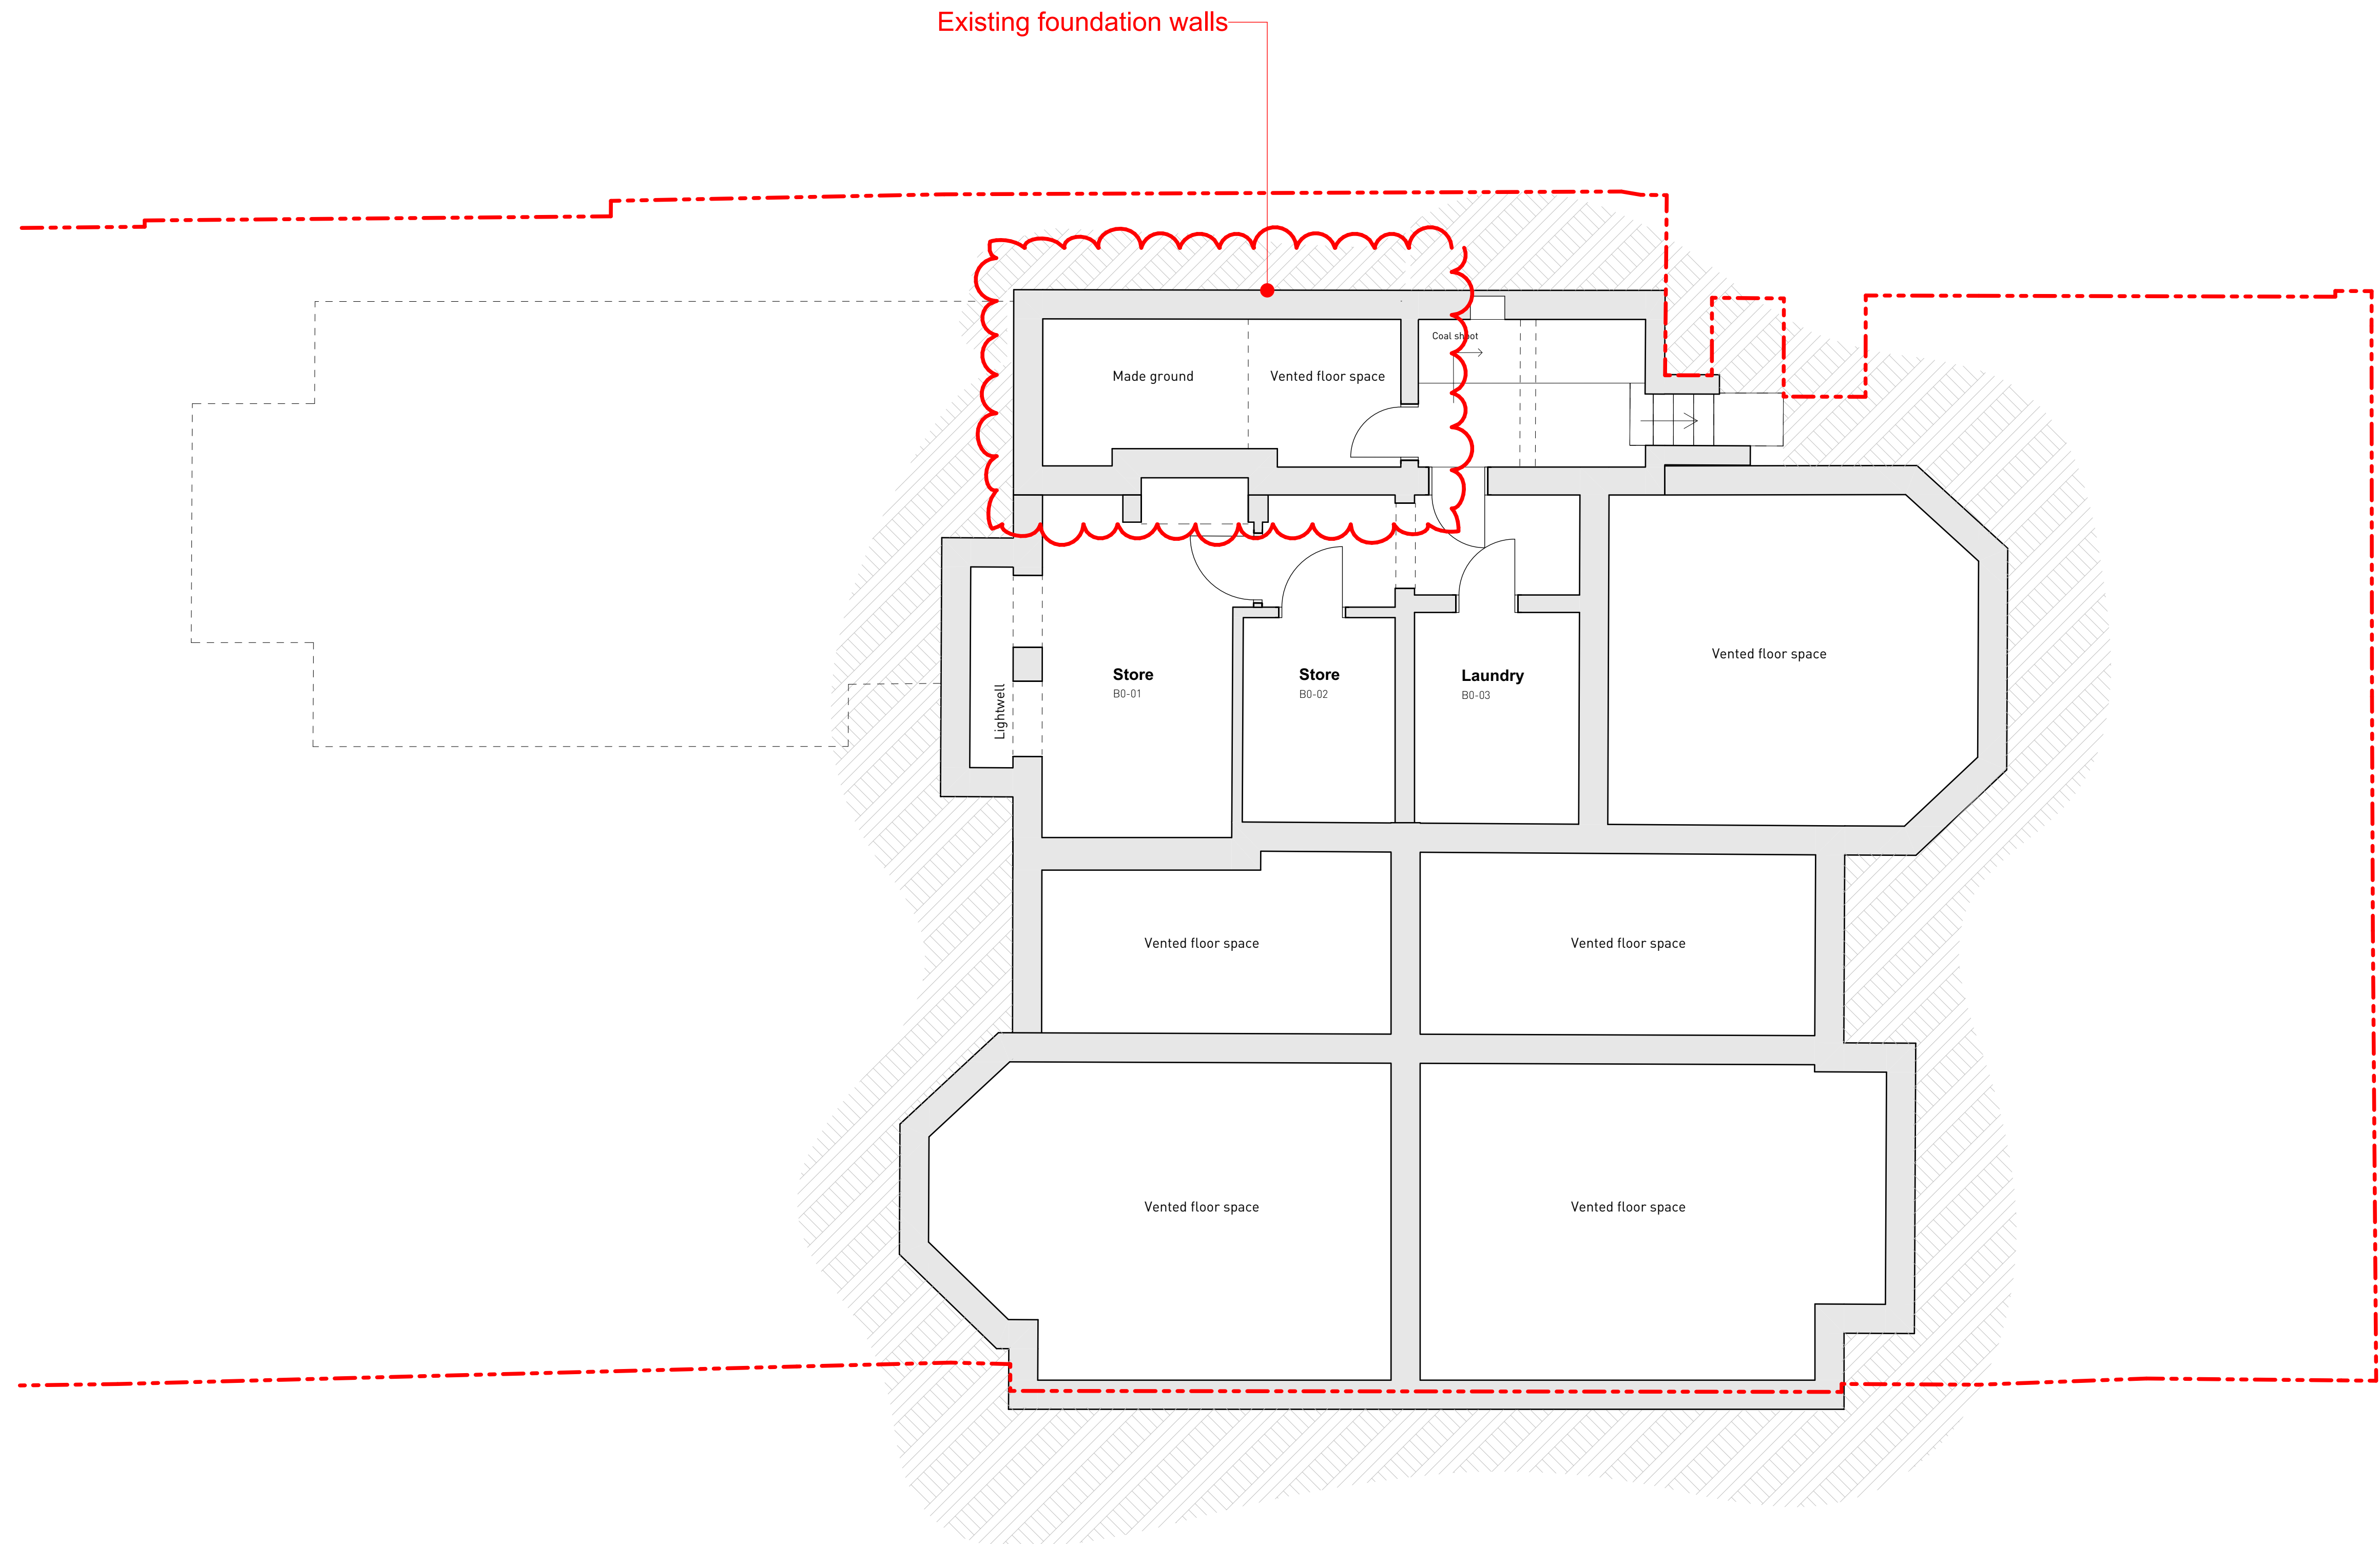 Existing foundation walls
Coal shoot
Made ground
Vented floor space
Vented floor space
Store
B0-01
Store
B0-02
Laundry
B0-03
Lightwell
Vented floor space
Vented floor space
Vented floor space
Vented floor space